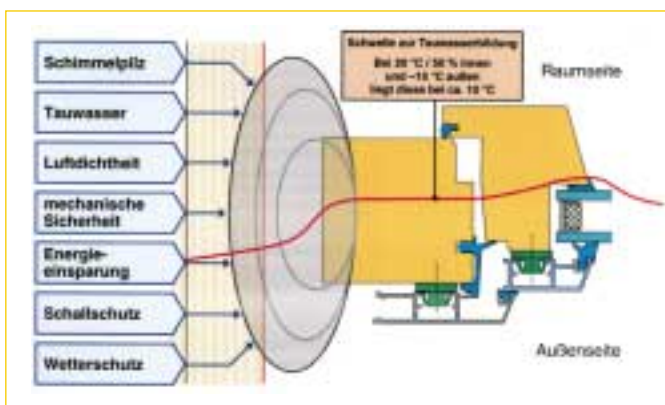 Schimmelpilz
Tauwasser
Luftdichtheit
mechanische
Sicherheit
Energie-
einsparung
Schallschutz
Wetterschutz
Schwelle zur Tauwasserbildung
Bei 20 °C / 50 % innen
und –10 °C außen
liegt diese bei ca. 10 °C
Raumseite
Außenseite